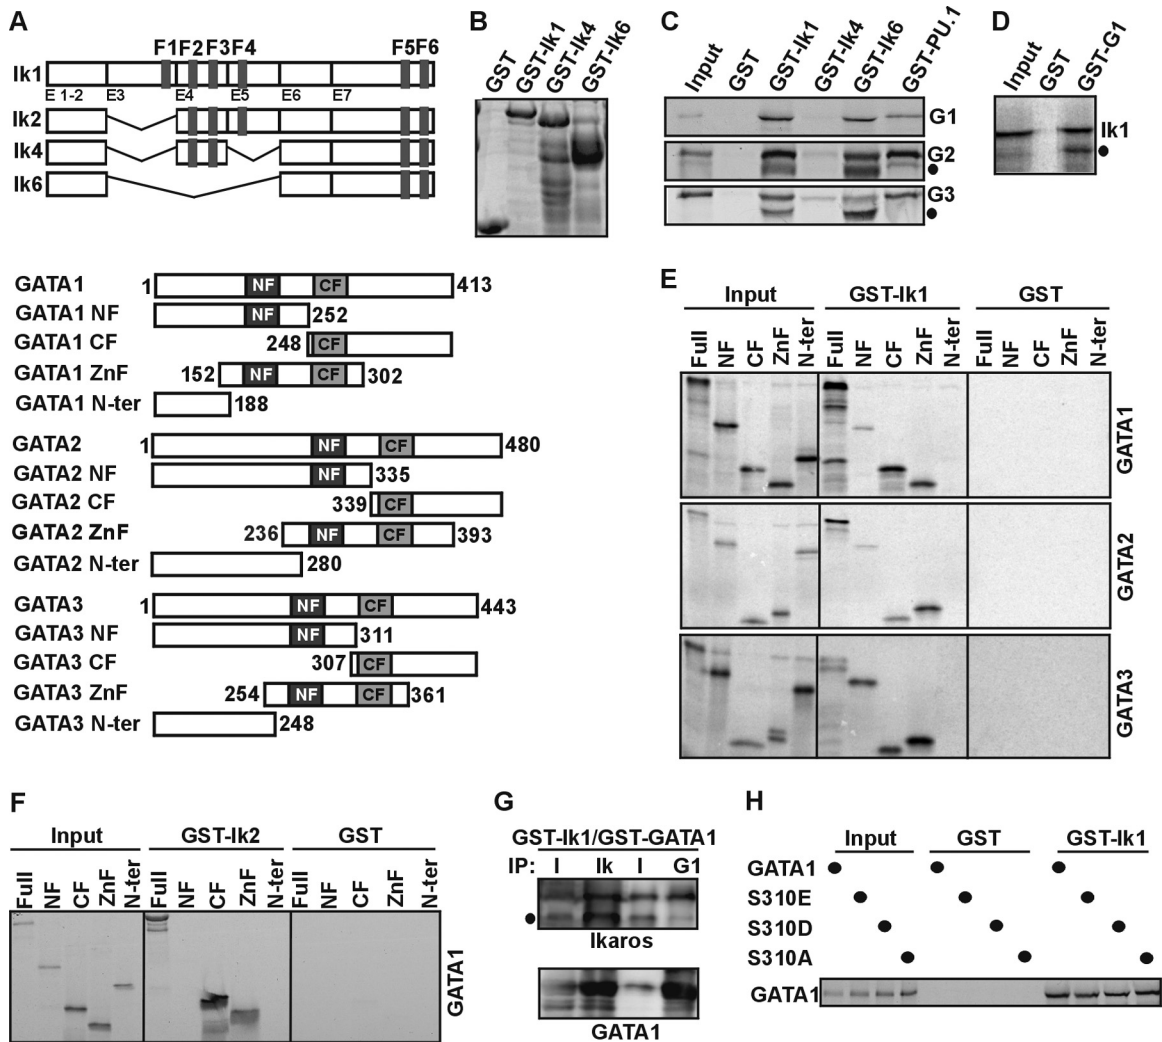 A
F1 F2 F3 F4 F5 F6
Ik1
E 1-2 E3 E4 E5 E6 E7
Ik2
Ik4
Ik6
GATA1 1 NF CF 413
GATA1 NF NF 252
GATA1 CF 248 CF
GATA1 ZnF 152 NF CF 302
GATA1 N-ter 188
GATA2 1 NF CF 480
GATA2 NF NF 335
GATA2 CF 339 CF
GATA2 ZnF 236 NF CF 393
GATA2 N-ter 280
GATA3 1 NF CF 443
GATA3 NF NF 311
GATA3 CF 307 CF
GATA3 ZnF 254 NF CF 361
GATA3 N-ter 248
B
GST GST-Ik1 GST-Ik4 GST-Ik6
C
Input GST GST-Ik1 GST-Ik4 GST-Ik6 GST-PU.1
G1
G2
G3
D
Input GST GST-G1
Ik1
E
Input GST-Ik1 GST
Full NF CF ZnF N-ter Full NF CF ZnF N-ter Full NF CF ZnF N-ter
GATA1
GATA2
GATA3
F
Input GST-Ik2 GST
Full NF CF ZnF N-ter Full NF CF ZnF N-ter Full NF CF ZnF N-ter
GATA1
G
GST-Ik1/GST-GATA1
IP: I Ik I G1
Ikaros
GATA1
H
Input GST GST-Ik1
GATA1
S310E
S310D
S310A
GATA1